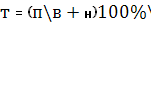 т = (п\в + н)100%\